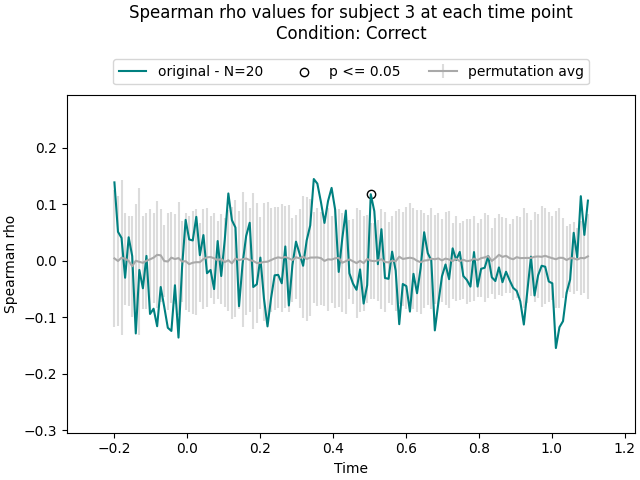 Spearman rho values for subject 3 at each time point
Condition: Correct
original - N=20
p <= 0.05
permutation avg
0.2
0.1
0.0
−0.1
−0.2
−0.3
Spearman rho
−0.2
0.0
0.2
0.4
0.6
0.8
1.0
1.2
Time